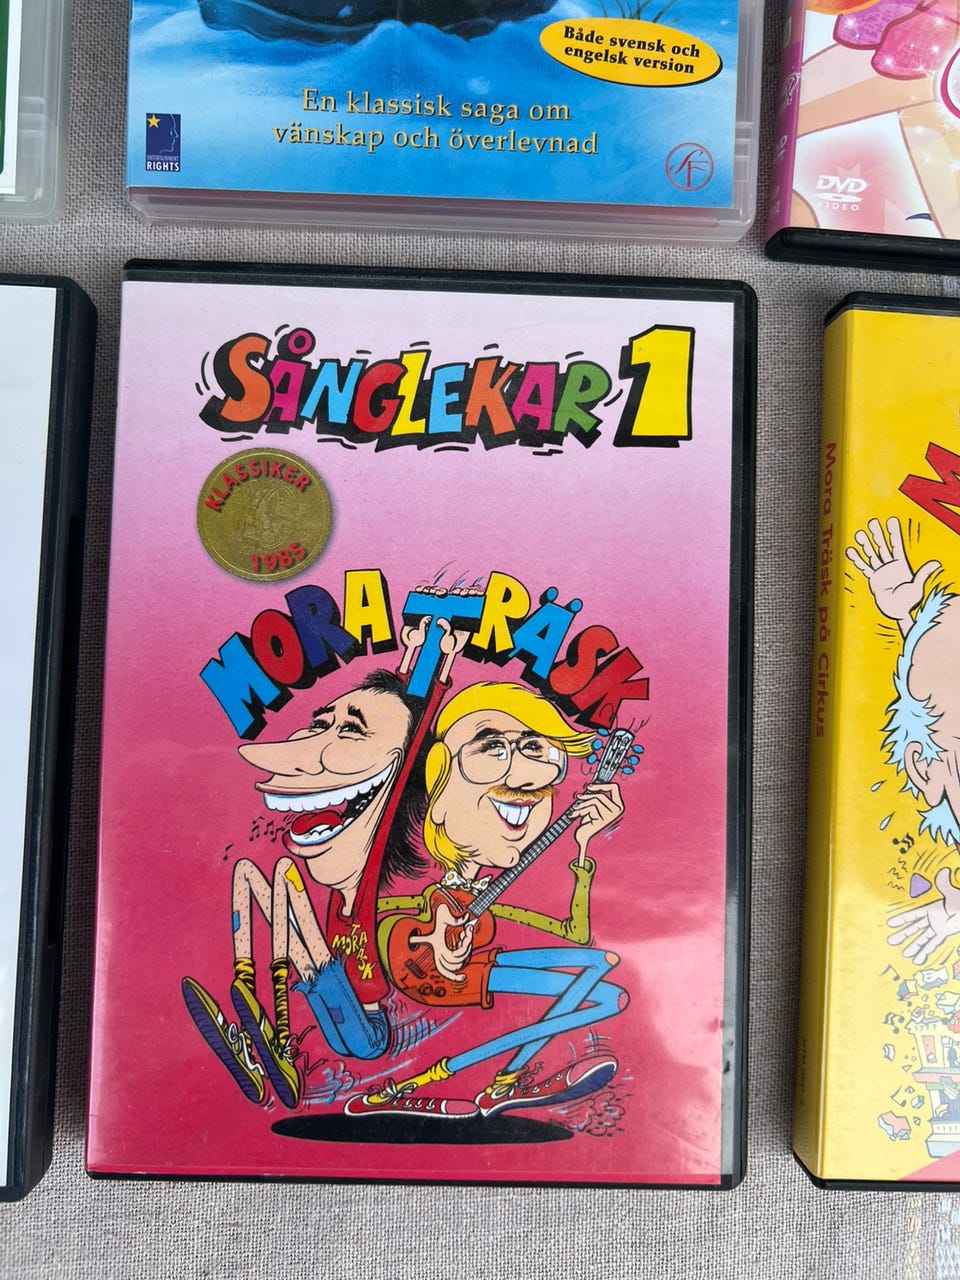 Både svensk och
engelsk version
En klassisk saga om
vänskap och överlevnad
ENTERTAINMENT
RIGHTS
SF
DVD
VIDEO
SÅNGLEKAR 1
KLASSIKER
1985
MORA TRÄSK
MORA
TRÄSK
M
Mora Träsk på Cirkus